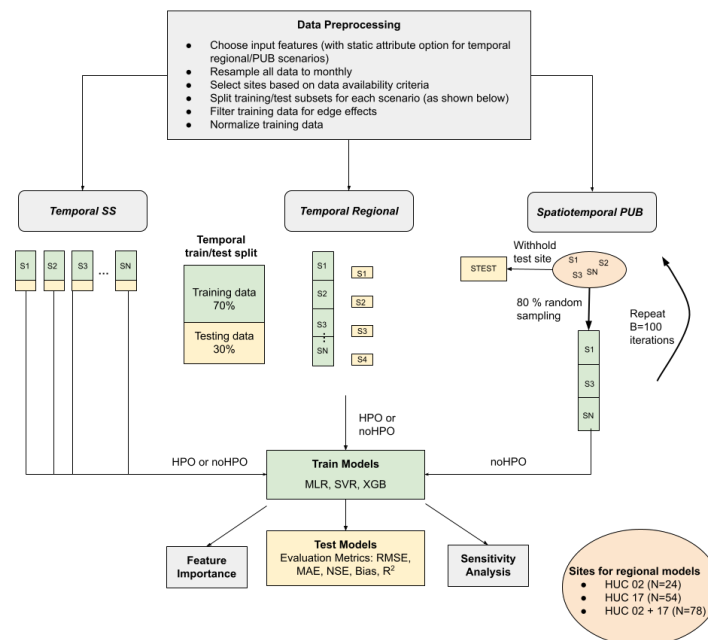 Data Preprocessing
● Choose input features (with static attribute option for temporal
regional/PUB scenarios)
● Resample all data to monthly
● Select sites based on data availability criteria
● Split training/test subsets for each scenario (as shown below)
● Filter training data for edge effects
● Normalize training data
Temporal SS
Temporal Regional
Spatiotemporal PUB
S1
S2
S3
...
SN
Temporal
train/test split
Training data
70%
Testing data
30%
S1
S2
S3
⋮
SN
S1
S2
S3
S4
Withhold
test site
STEST
S1
S2
S3
SN
80 % random
sampling
Repeat
B=100
iterations
S1
S3
SN
HPO or noHPO
HPO or
noHPO
noHPO
Train Models
MLR, SVR, XGB
Feature
Importance
Test Models
Evaluation Metrics: RMSE,
MAE, NSE, Bias, R²
Sensitivity
Analysis
Sites for regional models
● HUC 02 (N=24)
● HUC 17 (N=54)
● HUC 02 + 17 (N=78)